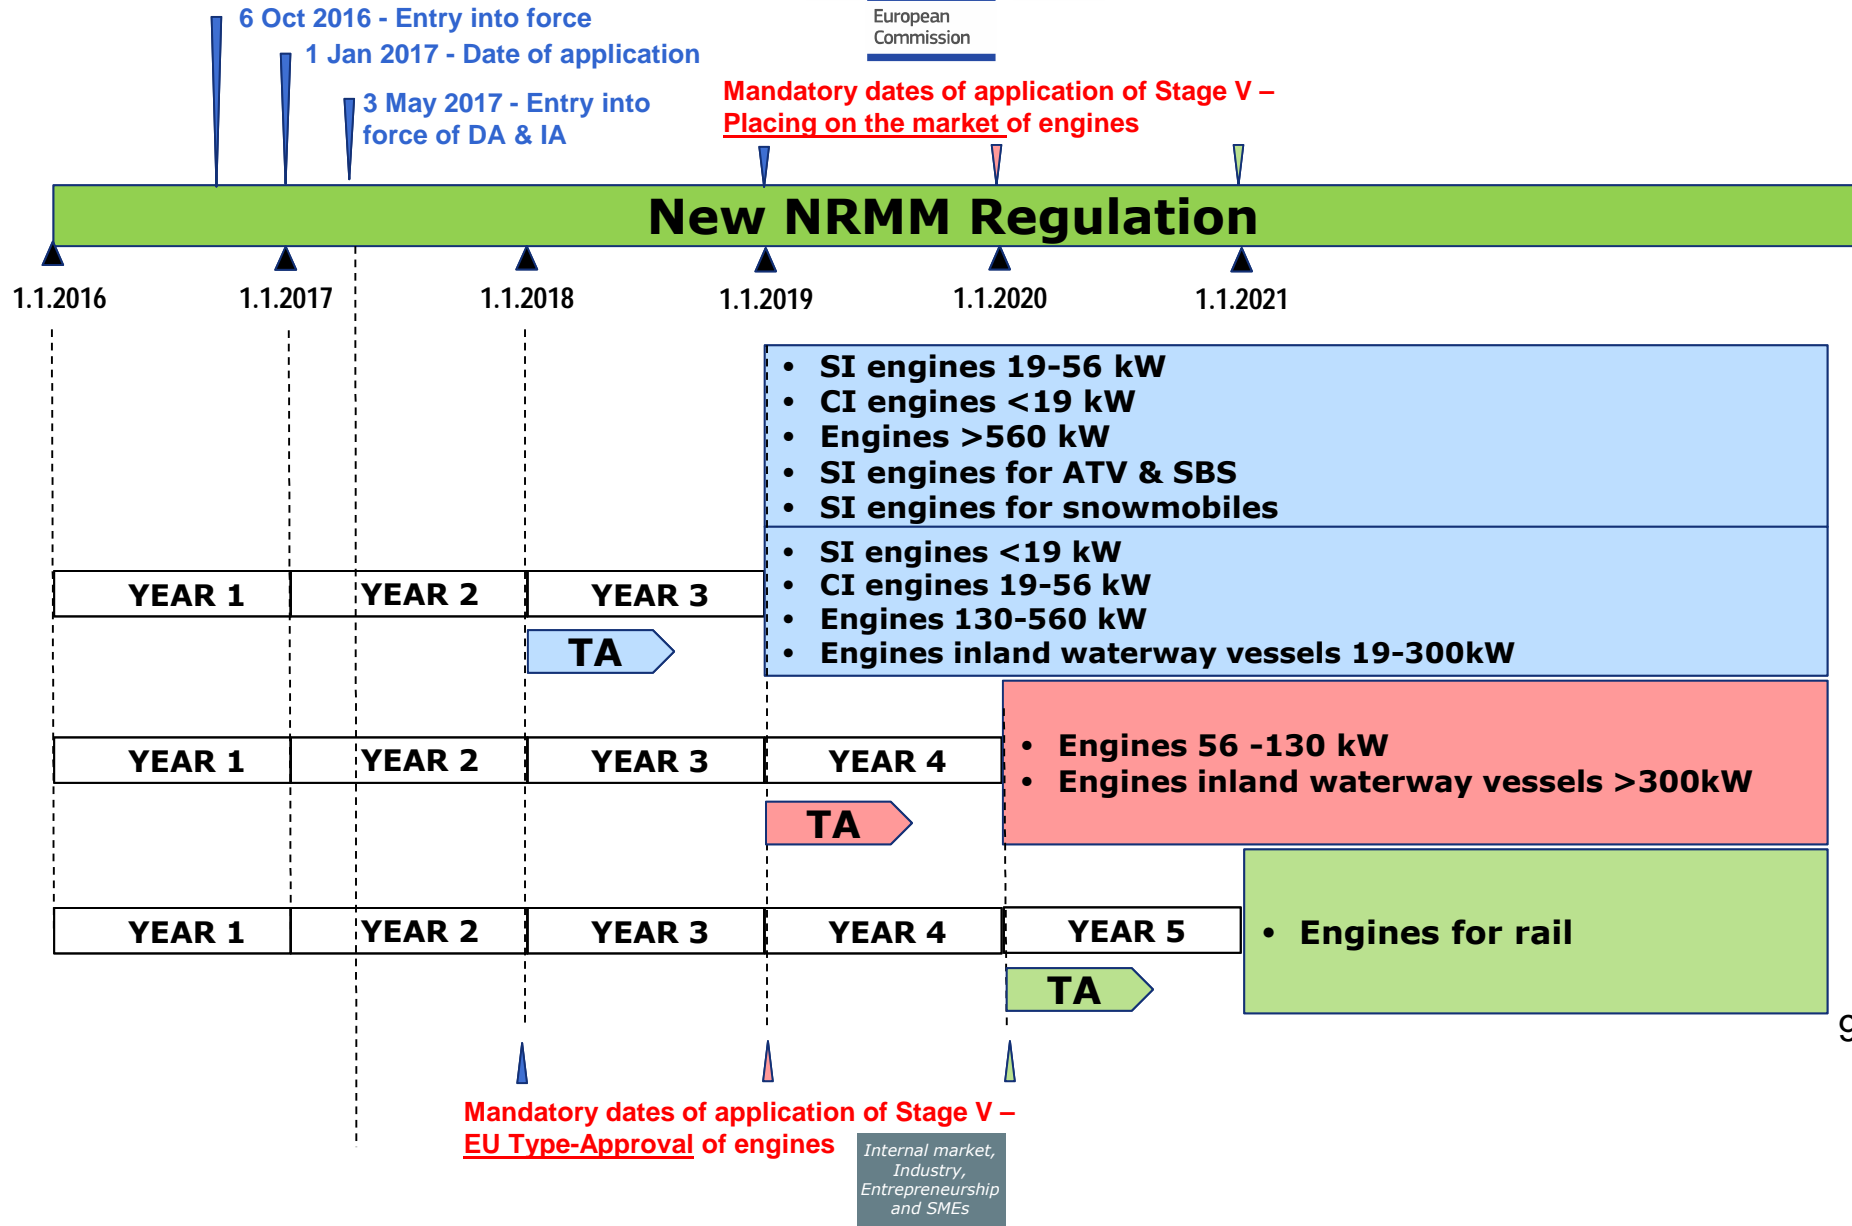 6 Oct 2016 - Entry into force
1 Jan 2017 - Date of application
3 May 2017 - Entry into
force of DA & IA
European
Commission
Mandatory dates of application of Stage V –
Placing on the market of engines
New NRMM Regulation
1.1.2016
1.1.2017
1.1.2018
1.1.2019
1.1.2020
1.1.2021
• SI engines 19-56 kW
• CI engines <19 kW
• Engines >560 kW
• SI engines for ATV & SBS
• SI engines for snowmobiles
• SI engines <19 kW
• CI engines 19-56 kW
• Engines 130-560 kW
• Engines inland waterway vessels 19-300kW
YEAR 1
YEAR 2
YEAR 3
TA
YEAR 1
YEAR 2
YEAR 3
YEAR 4
• Engines 56 -130 kW
• Engines inland waterway vessels >300kW
TA
YEAR 1
YEAR 2
YEAR 3
YEAR 4
YEAR 5
• Engines for rail
TA
9
Mandatory dates of application of Stage V –
EU Type-Approval of engines
Internal market,
Industry,
Entrepreneurship
and SMEs